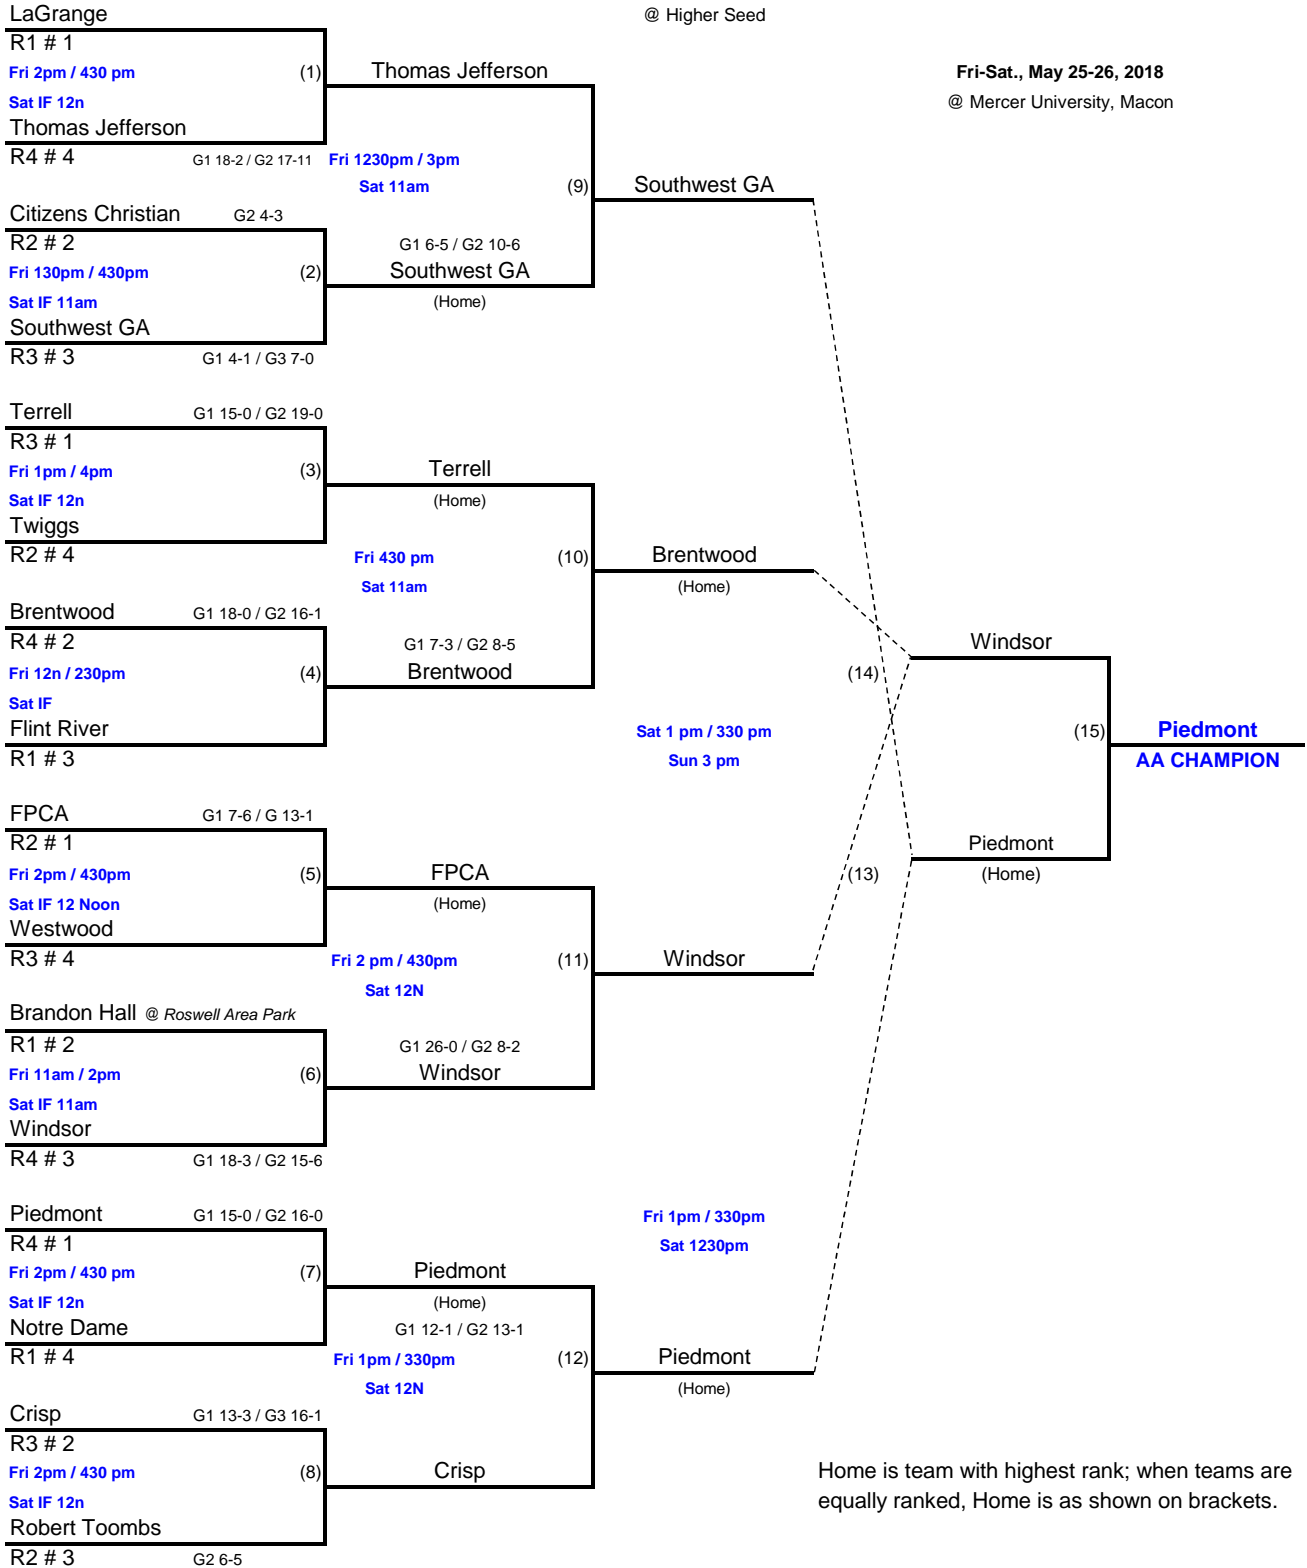 LaGrange
@ Higher Seed
R1 # 1
Fri 2pm / 430 pm
(1)
Thomas Jefferson
Fri-Sat., May 25-26, 2018
Sat IF 12n
@ Mercer University, Macon
Thomas Jefferson
R4 # 4
G1 18-2 / G2 17-11
Fri 1230pm / 3pm
Sat 11am
(9)
Southwest GA
Citizens Christian
G2 4-3
R2 # 2
G1 6-5 / G2 10-6
Fri 130pm / 430pm
(2)
Southwest GA
Sat IF 11am
(Home)
Southwest GA
R3 # 3
G1 4-1 / G3 7-0
Terrell
G1 15-0 / G2 19-0
R3 # 1
Fri 1pm / 4pm
(3)
Terrell
Sat IF 12n
(Home)
Twiggs
R2 # 4
Fri 430 pm
(10)
Brentwood
Sat 11am
(Home)
Brentwood
G1 18-0 / G2 16-1
R4 # 2
G1 7-3 / G2 8-5
Windsor
Fri 12n / 230pm
(4)
Brentwood
(14)
Sat IF
Flint River
Sat 1 pm / 330 pm
(15)
Piedmont
R1 # 3
Sun 3 pm
AA CHAMPION
FPCA
G1 7-6 / G 13-1
R2 # 1
Piedmont
Fri 2pm / 430pm
(5)
FPCA
(13)
(Home)
Sat IF 12 Noon
(Home)
Westwood
R3 # 4
Fri 2 pm / 430pm
(11)
Windsor
Sat 12N
Brandon Hall @ Roswell Area Park
R1 # 2
G1 26-0 / G2 8-2
Fri 11am / 2pm
(6)
Windsor
Sat IF 11am
Windsor
R4 # 3
G1 18-3 / G2 15-6
Piedmont
G1 15-0 / G2 16-0
Fri 1pm / 330pm
R4 # 1
Sat 1230pm
Fri 2pm / 430 pm
(7)
Piedmont
Sat IF 12n
(Home)
Notre Dame
G1 12-1 / G2 13-1
R1 # 4
Fri 1pm / 330pm
(12)
Piedmont
Sat 12N
(Home)
Crisp
G1 13-3 / G3 16-1
R3 # 2
Fri 2pm / 430 pm
(8)
Crisp
Home is team with highest rank; when teams are
Sat IF 12n
equally ranked, Home is as shown on brackets.
Robert Toombs
R2 # 3
G2 6-5